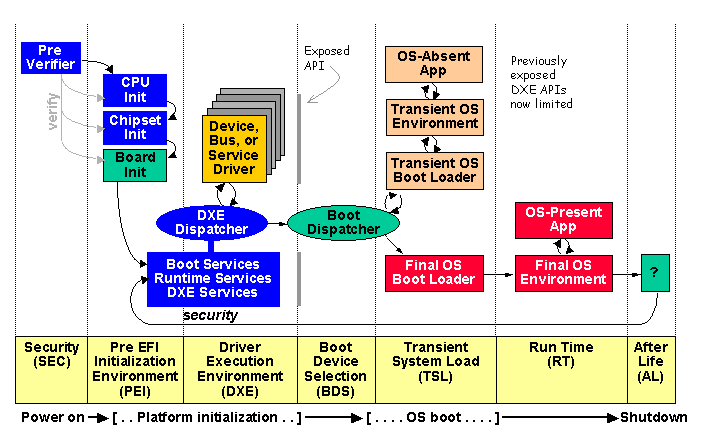 Pre
Verifier
verify
CPU
Init
Chipset
Init
Board
Init
Device,
Bus, or
Service
Driver
DXE
Dispatcher
Boot Services
Runtime Services
DXE Services
security
Exposed
API
Boot
Dispatcher
OS-Absent
App
Transient OS
Environment
Transient OS
Boot Loader
Final OS
Boot Loader
Previously
exposed
DXE APIs
now limited
OS-Present
App
Final OS
Environment
?
Security
(SEC)
Pre EFI
Initialization
Environment
(PEI)
Driver
Execution
Environment
(DXE)
Boot
Device
Selection
(BDS)
Transient
System Load
(TSL)
Run Time
(RT)
After
Life
(AL)
Power on [ . . Platform initialization . . ] [ . . . . OS boot . . . . ] Shutdown